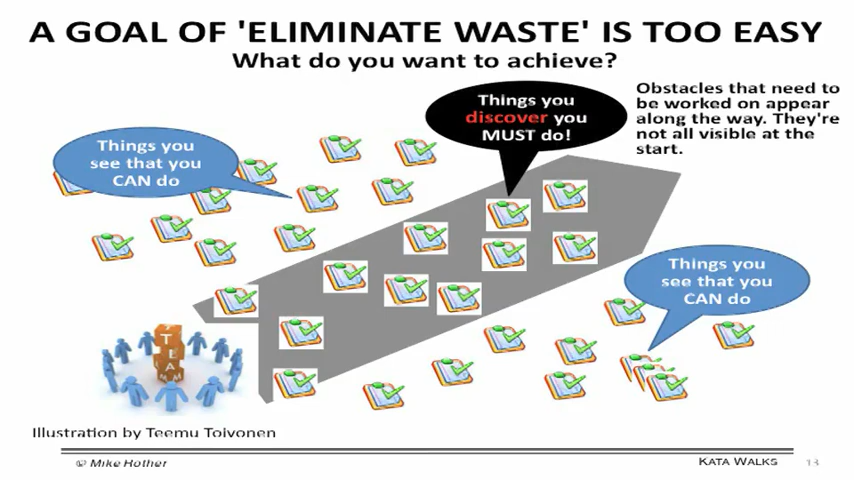 A GOAL OF 'ELIMINATE WASTE' IS TOO EASY
What do you want to achieve?
Obstacles that need to
be worked on appear
along the way. They're
not all visible at the
start.
Things you
discover you
MUST do!
Things you
see that you
CAN do
Things you
see that you
CAN do
TEAM
Illustration by Teemu Toivonen
© Mike Hother
KATA WALKS
13